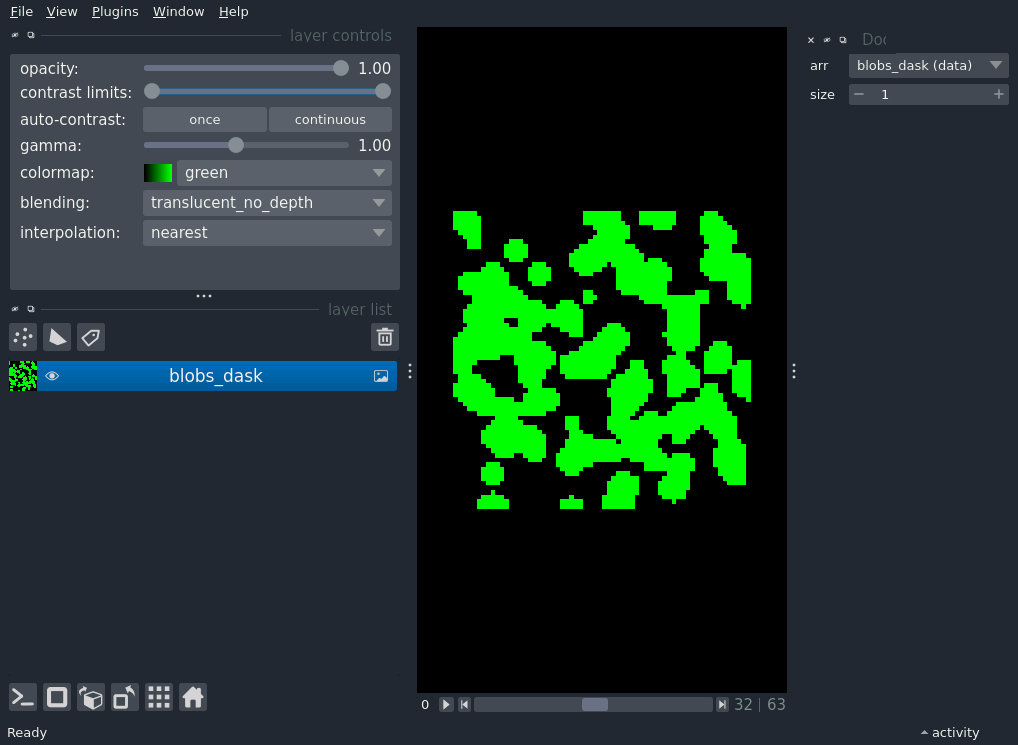 File View Plugins Window Help
layer controls
opacity: 1.00
contrast limits:
auto-contrast: once continuous
gamma: 1.00
colormap: green
blending: translucent_no_depth
interpolation: nearest
layer list
blobs_dask
0 32 | 63
arr blobs_dask (data)
size 1
Ready
activity